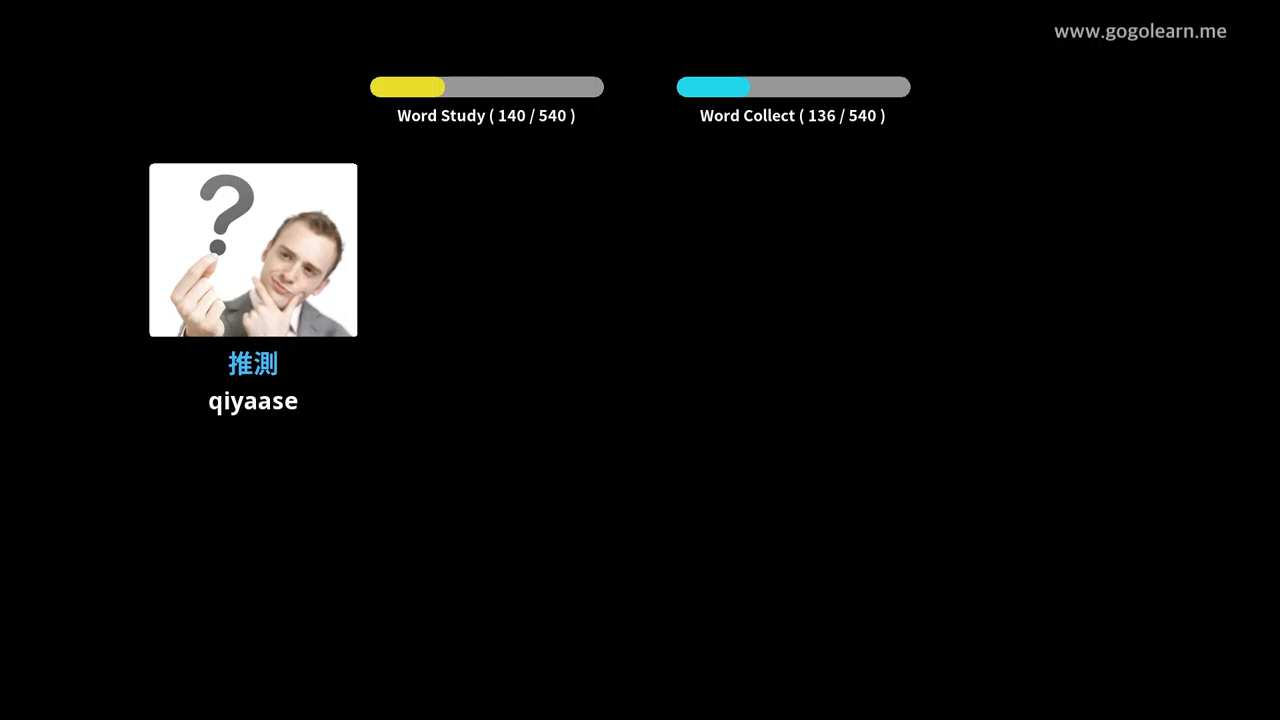 www.gogolearn.me
Word Study ( 140 / 540 )
Word Collect ( 136 / 540 )
?
推測
qiyaase